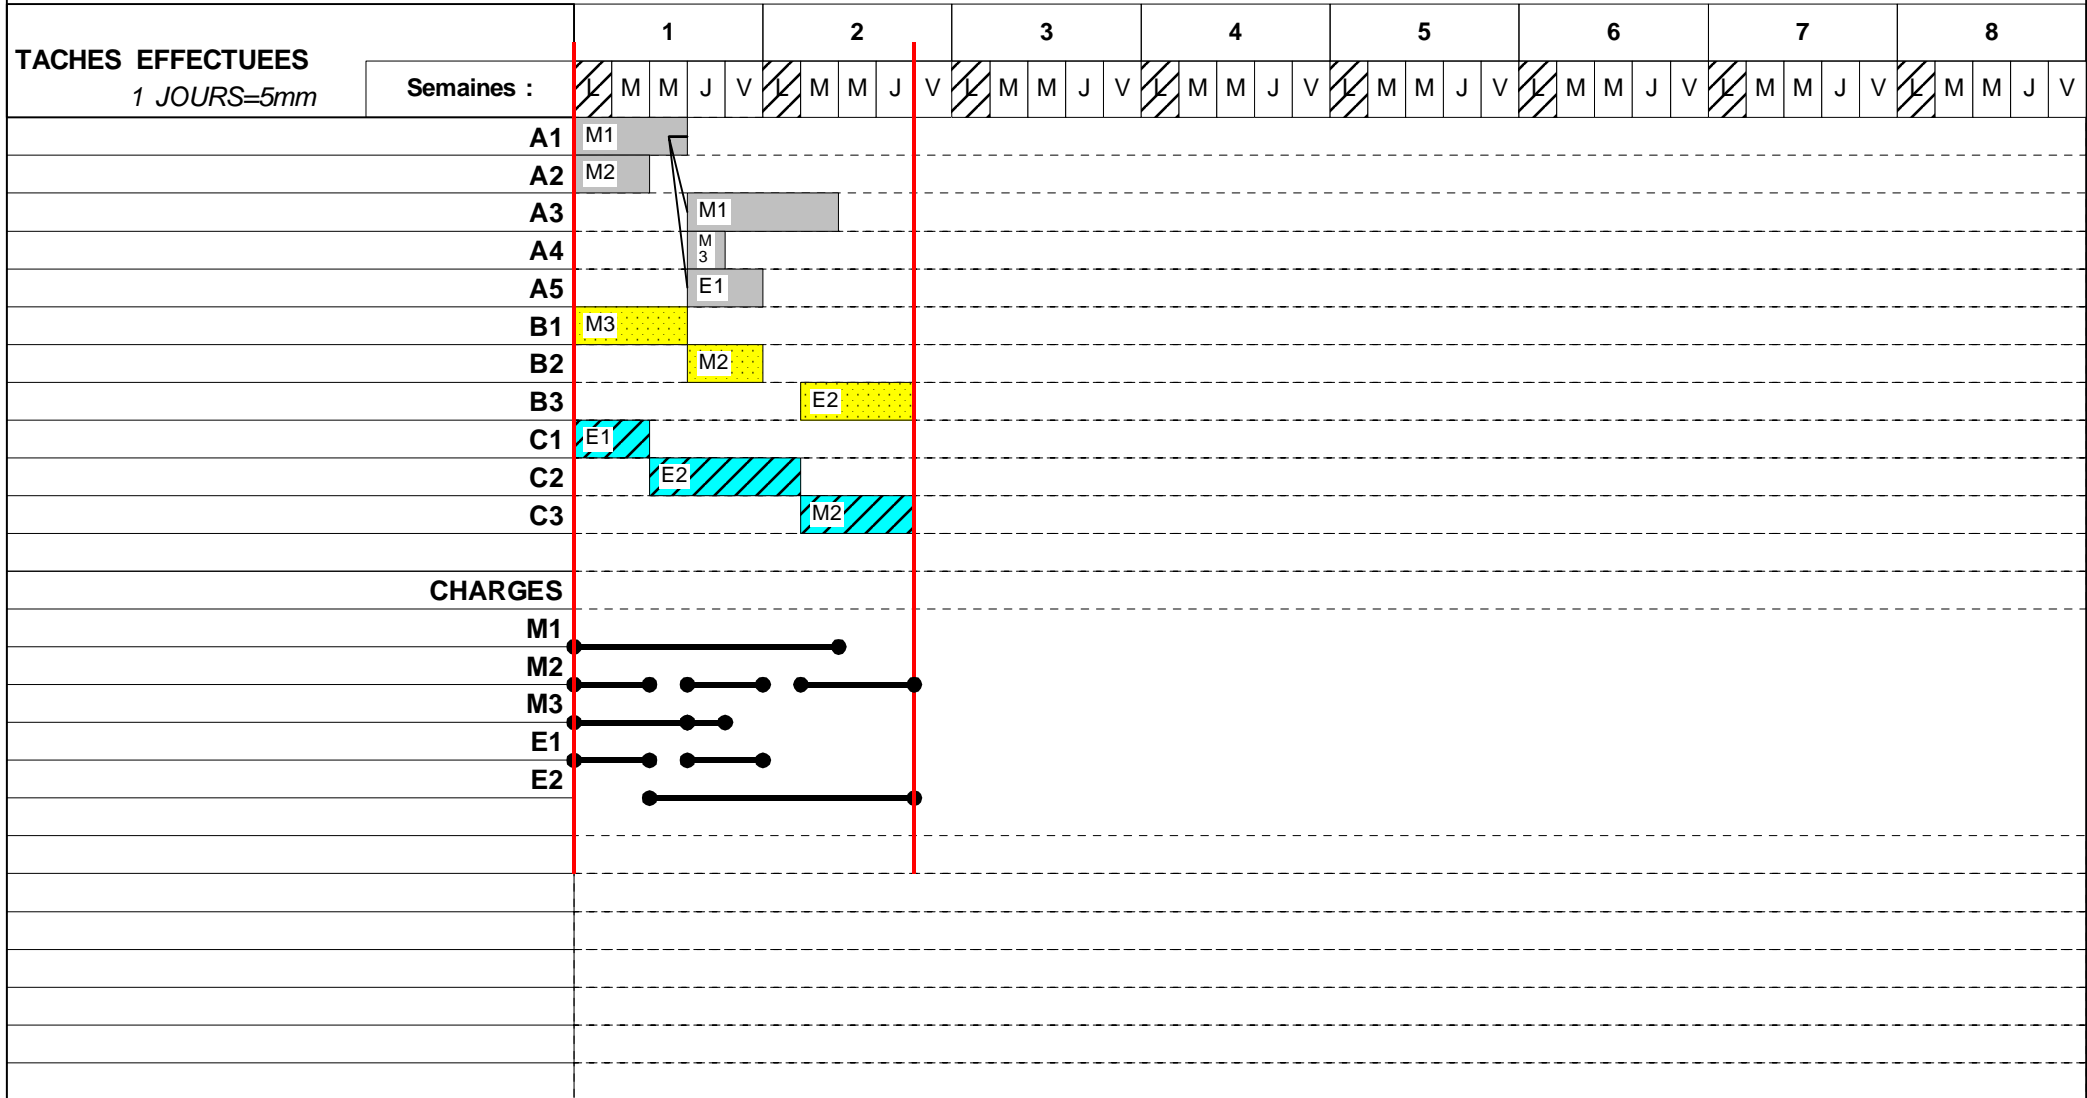 1 2 3 4 5 6 7 8
TACHES EFFECTUEES
1 JOURS=5mm
Semaines :
L M M J V L M M J V L M M J V L M M J V L M M J V L M M J V L M M J V L M M J V
A1 M1
A2 M2
A3 M1
A4 M
3
A5 E1
B1 M3
B2 M2
B3 E2
C1 E1
C2 E2
C3 M2
CHARGES
M1
M2
M3
E1
E2